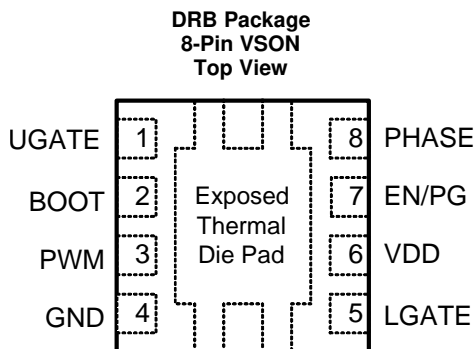 DRB Package
8-Pin VSON
Top View
UGATE 1
8 PHASE
BOOT 2
7 EN/PG
Exposed
Thermal
Die Pad
PWM 3
6 VDD
GND 4
5 LGATE